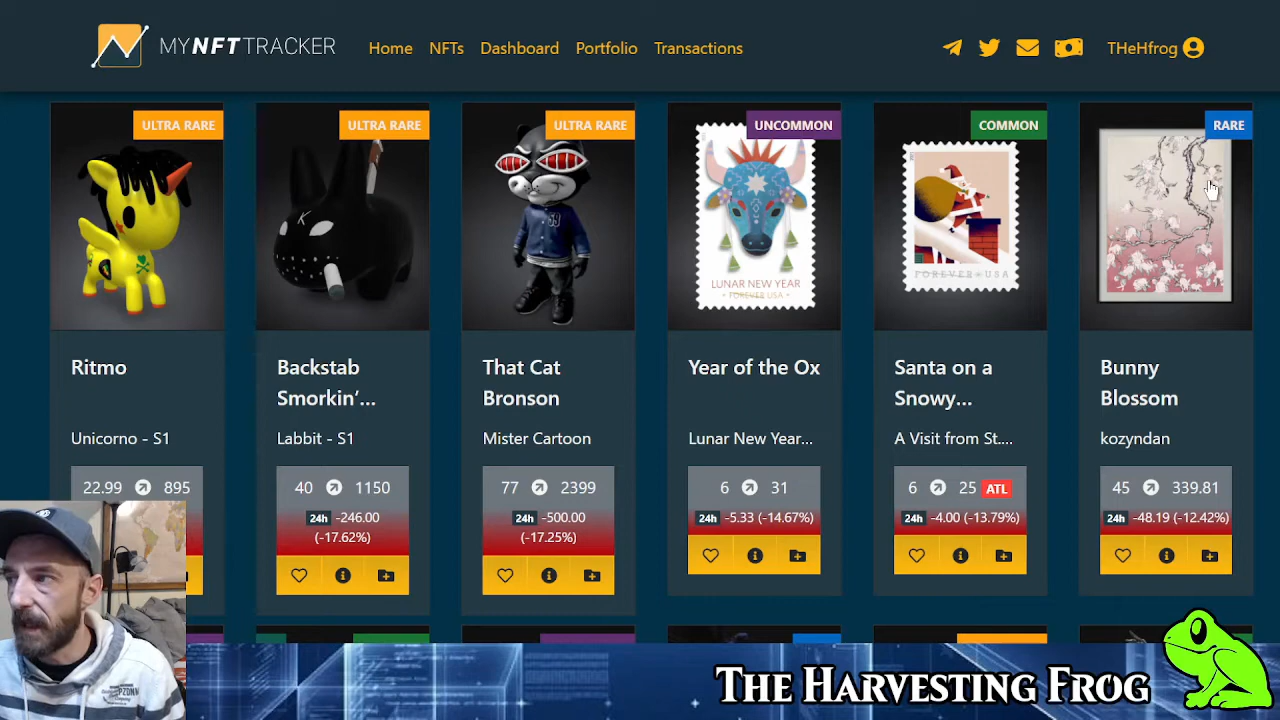 MYNFTTRACKER Home NFTs Dashboard Portfolio Transactions THeHfrog
ULTRA RARE
ULTRA RARE
ULTRA RARE
UNCOMMON
COMMON
RARE
K
59
LUNAR NEW YEAR
FOREVER USA
FOREVER USA
Ritmo
Backstab
Smorkin’...
That Cat
Bronson
Year of the Ox
Santa on a
Snowy...
Bunny
Blossom
Unicorno - S1
Labbit - S1
Mister Cartoon
Lunar New Year...
A Visit from St....
kozyndan
22.99 895
40 1150
77 2399
6 31
6 25 ATL
45 339.81
24h -246.00
(-17.62%)
24h -500.00
(-17.25%)
24h -5.33 (-14.67%)
24h -4.00 (-13.79%)
24h -48.19 (-12.42%)
THE HARVESTING FROG